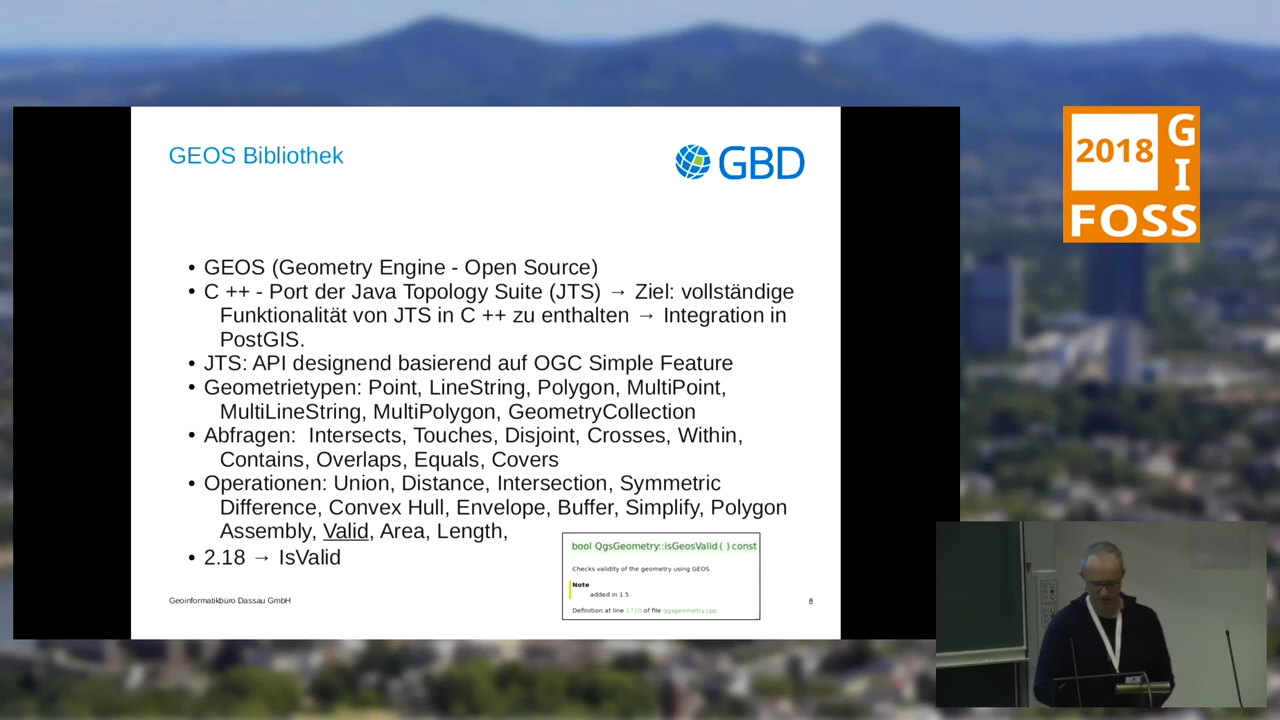 GEOS Bibliothek
GBD
2018
G
I
FOSS
• GEOS (Geometry Engine - Open Source)
• C ++ - Port der Java Topology Suite (JTS) → Ziel: vollständige
Funktionalität von JTS in C ++ zu enthalten → Integration in
PostGIS.
• JTS: API designend basierend auf OGC Simple Feature
• Geometrietypen: Point, LineString, Polygon, MultiPoint,
MultiLineString, MultiPolygon, GeometryCollection
• Abfragen:  Intersects, Touches, Disjoint, Crosses, Within,
Contains, Overlaps, Equals, Covers
• Operationen: Union, Distance, Intersection, Symmetric
Difference, Convex Hull, Envelope, Buffer, Simplify, Polygon
Assembly, Valid, Area, Length,
• 2.18 → IsValid
bool QgsGeometry::isGeosValid( ) const
Checks validity of the geometry using GEOS.
Note
added in 1.5
Definition at line 1720 of file qgsgeometry.cpp.
Geoinformatikbüro Dassau GmbH
8